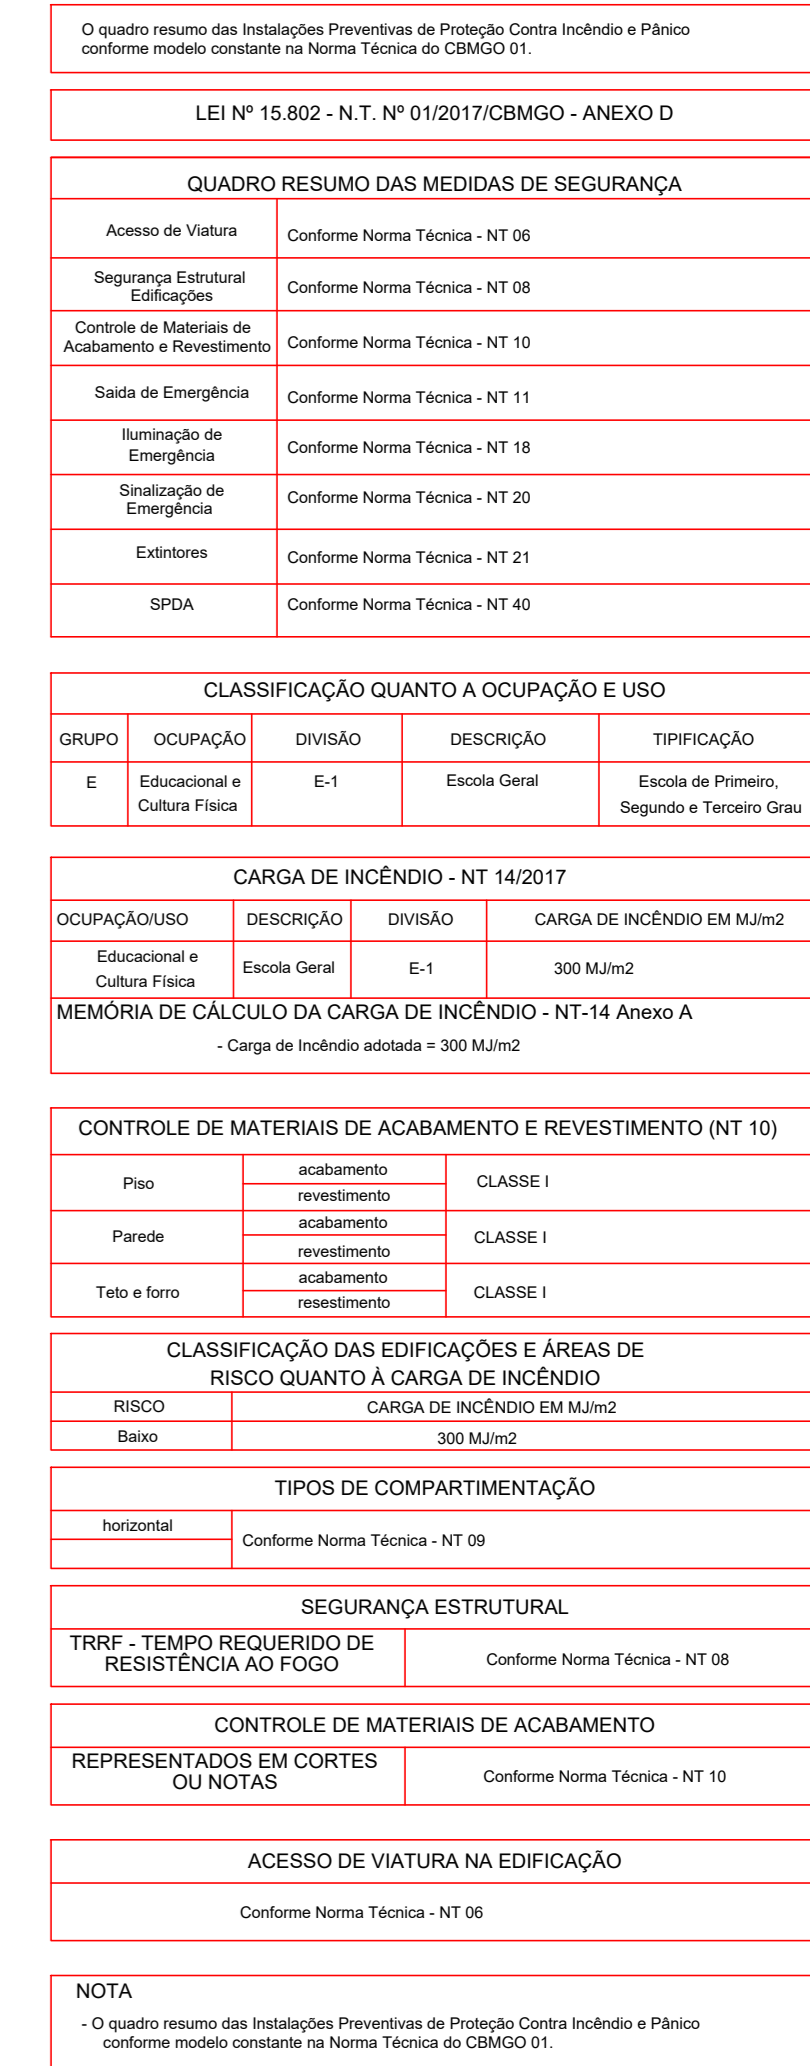 O quadro resumo das Instalações Preventivas de Proteção Contra Incêndio e Pânico
conforme modelo constante na Norma Técnica do CBMGO 01.
LEI Nº 15.802 - N.T. Nº 01/2017/CBMGO - ANEXO D
QUADRO RESUMO DAS MEDIDAS DE SEGURANÇA
Acesso de Viatura
Conforme Norma Técnica - NT 06
Segurança Estrutural
Edificações
Conforme Norma Técnica - NT 08
Controle de Materiais de
Acabamento e Revestimento
Conforme Norma Técnica - NT 10
Saida de Emergência
Conforme Norma Técnica - NT 11
Iluminação de
Emergência
Conforme Norma Técnica - NT 18
Sinalização de
Emergência
Conforme Norma Técnica - NT 20
Extintores
Conforme Norma Técnica - NT 21
SPDA
Conforme Norma Técnica - NT 40
CLASSIFICAÇÃO QUANTO A OCUPAÇÃO E USO
GRUPO OCUPAÇÃO DIVISÃO DESCRIÇÃO TIPIFICAÇÃO
E Educacional e E-1 Escola Geral Escola de Primeiro,
Cultura Física Segundo e Terceiro Grau
CARGA DE INCÊNDIO - NT 14/2017
OCUPAÇÃO/USO DESCRIÇÃO DIVISÃO CARGA DE INCÊNDIO EM MJ/m2
Educacional e
Cultura Física
Escola Geral E-1 300 MJ/m2
MEMÓRIA DE CÁLCULO DA CARGA DE INCÊNDIO - NT-14 Anexo A
- Carga de Incêndio adotada = 300 MJ/m2
CONTROLE DE MATERIAIS DE ACABAMENTO E REVESTIMENTO (NT 10)
Piso
acabamento
revestimento
CLASSE I
Parede
acabamento
revestimento
CLASSE I
Teto e forro
acabamento
resestimento
CLASSE I
CLASSIFICAÇÃO DAS EDIFICAÇÕES E ÁREAS DE
RISCO QUANTO À CARGA DE INCÊNDIO
RISCO CARGA DE INCÊNDIO EM MJ/m2
Baixo 300 MJ/m2
TIPOS DE COMPARTIMENTAÇÃO
horizontal
Conforme Norma Técnica - NT 09
SEGURANÇA ESTRUTURAL
TRRF - TEMPO REQUERIDO DE
RESISTÊNCIA AO FOGO
Conforme Norma Técnica - NT 08
CONTROLE DE MATERIAIS DE ACABAMENTO
REPRESENTADOS EM CORTES
OU NOTAS
Conforme Norma Técnica - NT 10
ACESSO DE VIATURA NA EDIFICAÇÃO
Conforme Norma Técnica - NT 06
NOTA
- O quadro resumo das Instalações Preventivas de Proteção Contra Incêndio e Pânico
conforme modelo constante na Norma Técnica do CBMGO 01.